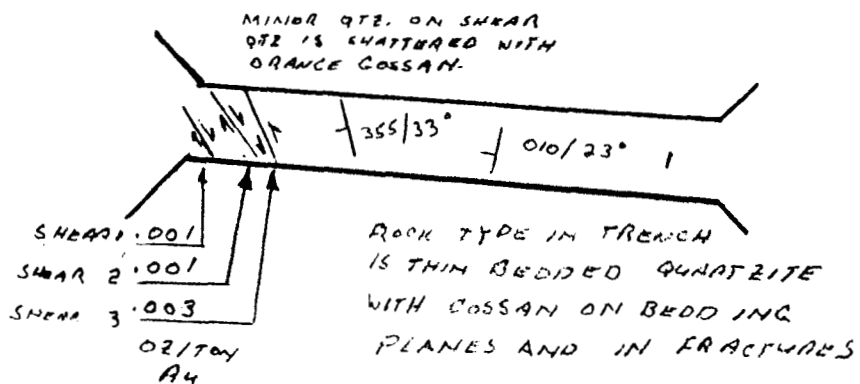 MINOR QTZ. ON SHEAR
QTZ IS SHATTERED WITH
ORANGE GOSSAN.
355/33°
010/23°
SHEAR 1 .001
SHEAR 2 .001
SHEAR 3 .003
OZ/TON
Au
ROCK TYPE IN TRENCH
IS THIN BEDDED QUARTZITE
WITH GOSSAN ON BEDDING
PLANES AND IN FRACTURES